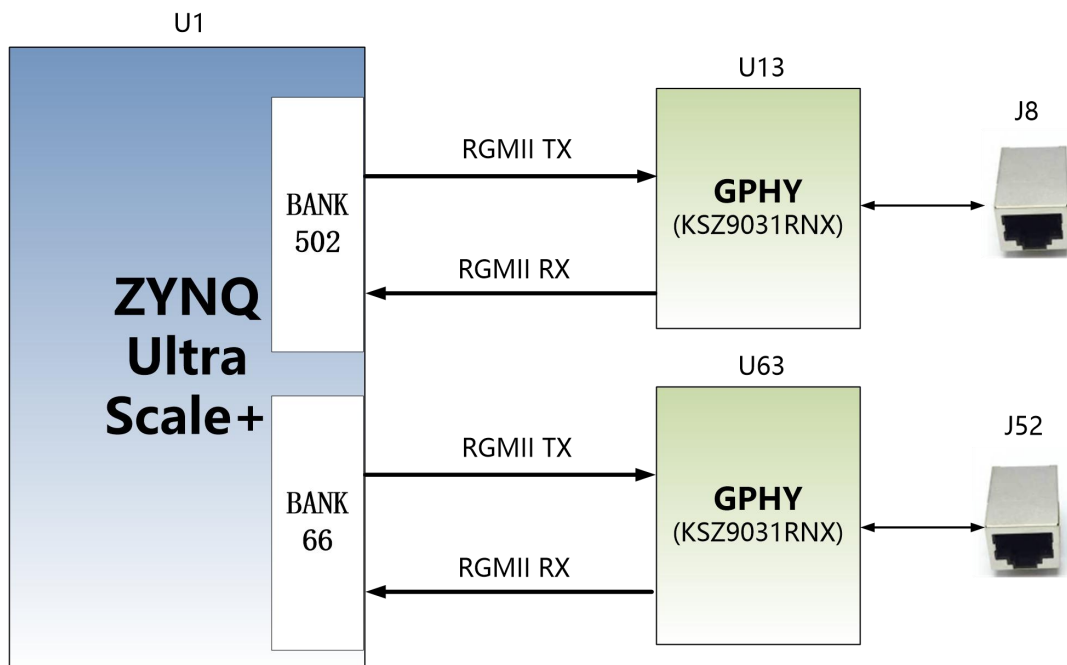 U1
ZYNQ
Ultra
Scale+
BANK
502
BANK
66
RGMII TX
RGMII RX
RGMII TX
RGMII RX
U13
GPHY
(KSZ9031RNX)
U63
GPHY
(KSZ9031RNX)
J8
J52